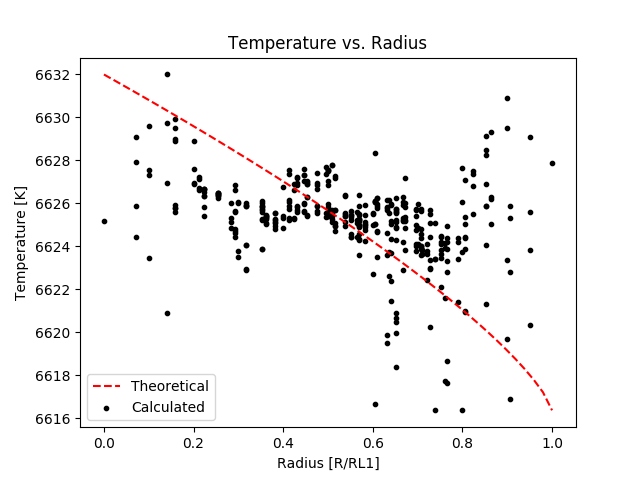 Temperature vs. Radius
Temperature [K]
6632
6630
6628
6626
6624
6622
6620
6618
6616
Theoretical
Calculated
0.0 0.2 0.4 0.6 0.8 1.0
Radius [R/RL1]